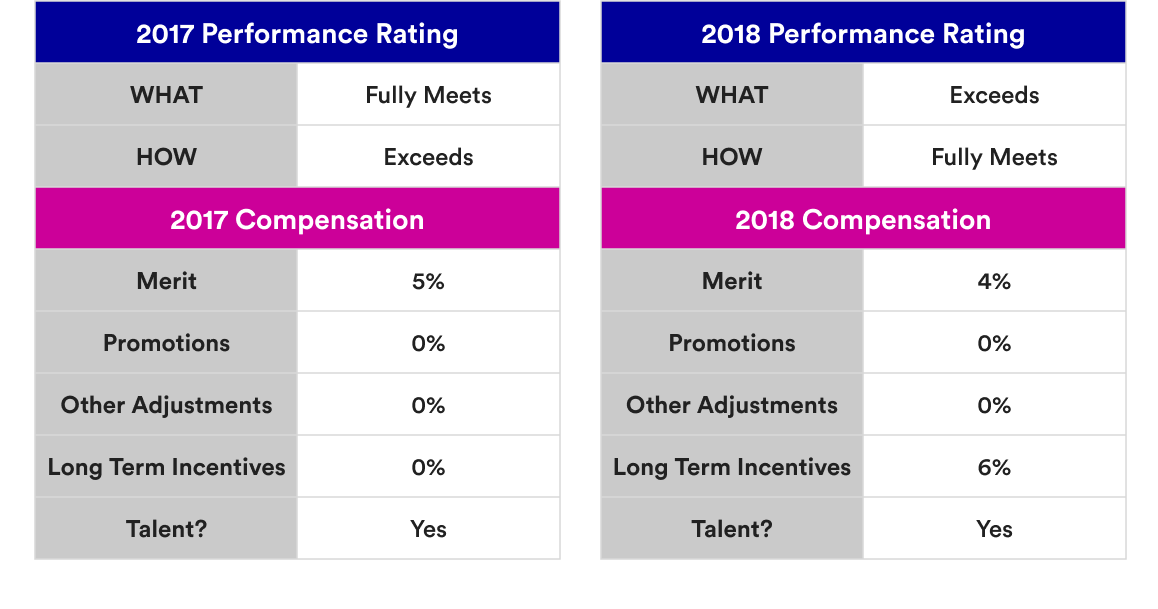 2017 Performance Rating
WHAT Fully Meets
HOW Exceeds
2017 Compensation
Merit 5%
Promotions 0%
Other Adjustments 0%
Long Term Incentives 0%
Talent? Yes
2018 Performance Rating
WHAT Exceeds
HOW Fully Meets
2018 Compensation
Merit 4%
Promotions 0%
Other Adjustments 0%
Long Term Incentives 6%
Talent? Yes